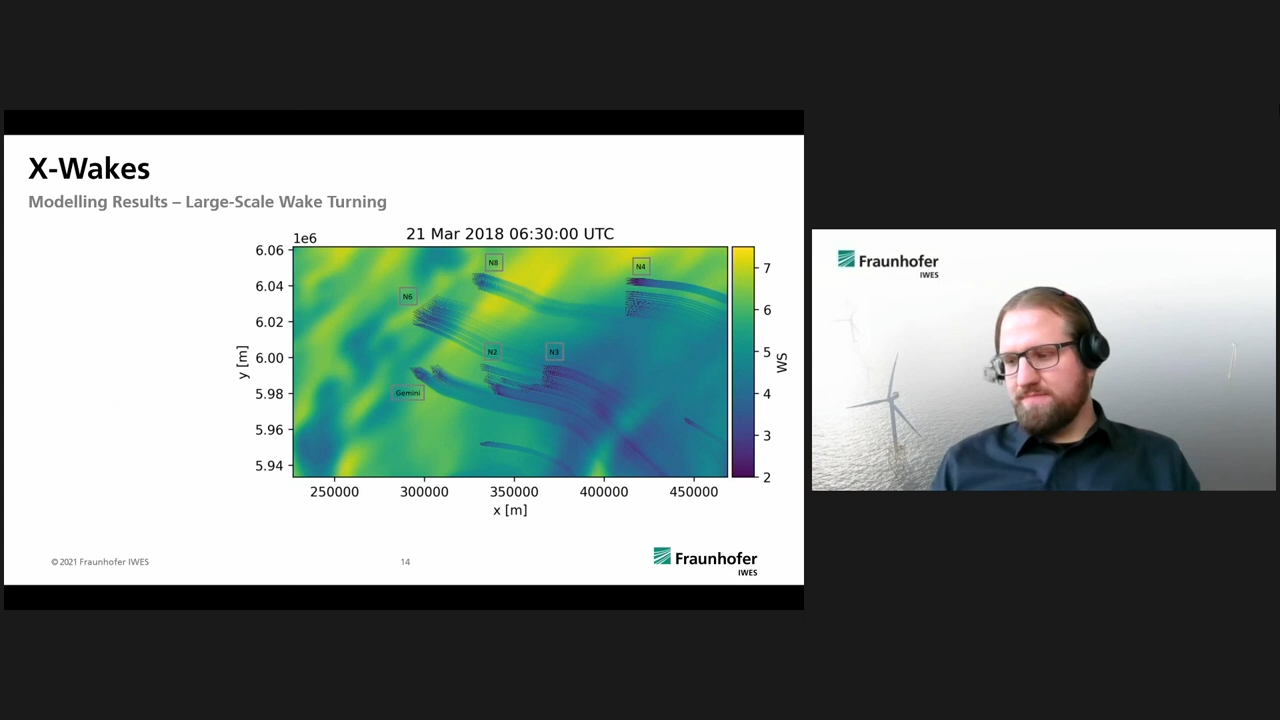 X-Wakes
Modelling Results – Large-Scale Wake Turning
21 Mar 2018 06:30:00 UTC
1e6
6.06
6.04
6.02
6.00
5.98
5.96
5.94
y [m]
N8
N4
N6
N2
N3
Gemini
7
6
5
4
3
2
WS
250000
300000
350000
400000
450000
x [m]
© 2021 Fraunhofer IWES
14
Fraunhofer
IWES
Fraunhofer
IWES